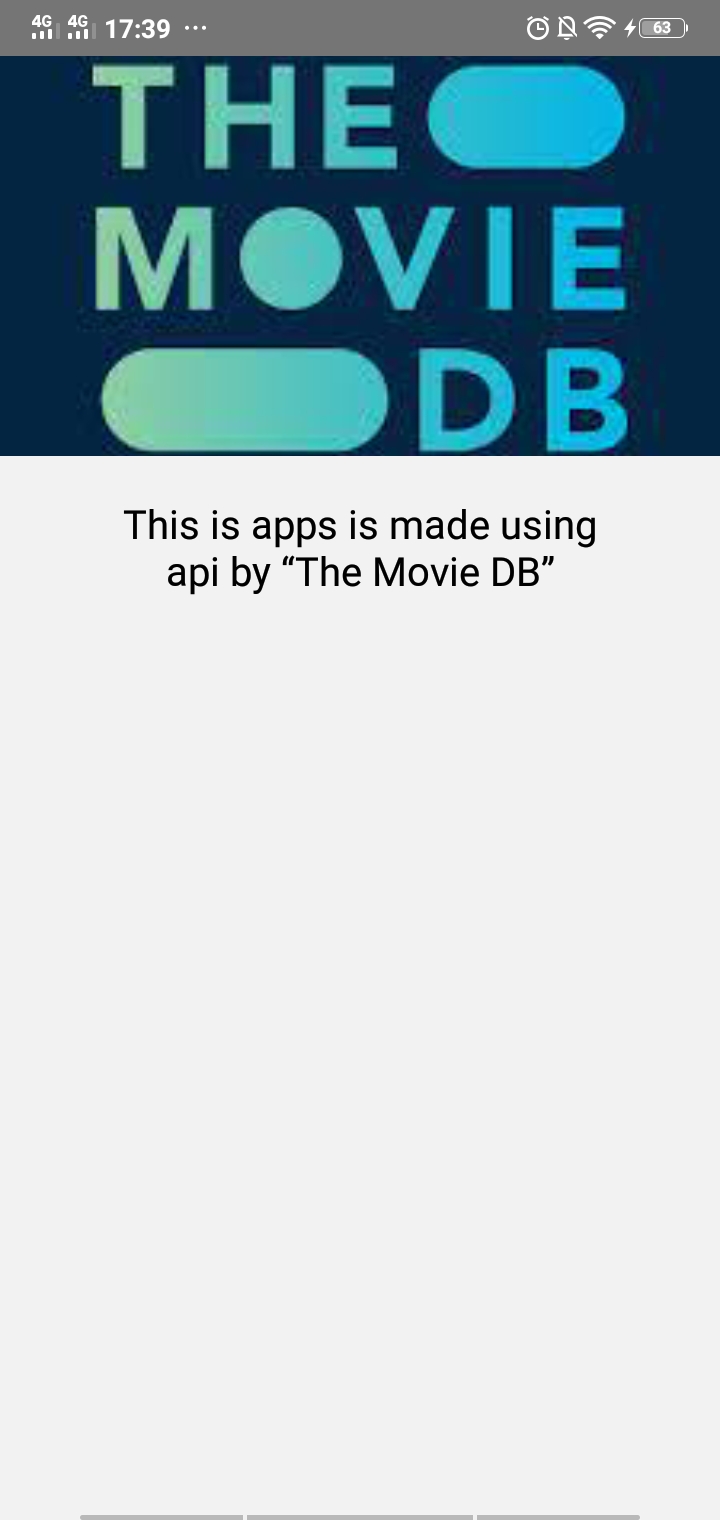 4G 4G 17:39 ... 63
THE
MOVIE
DB
This is apps is made using
api by “The Movie DB”